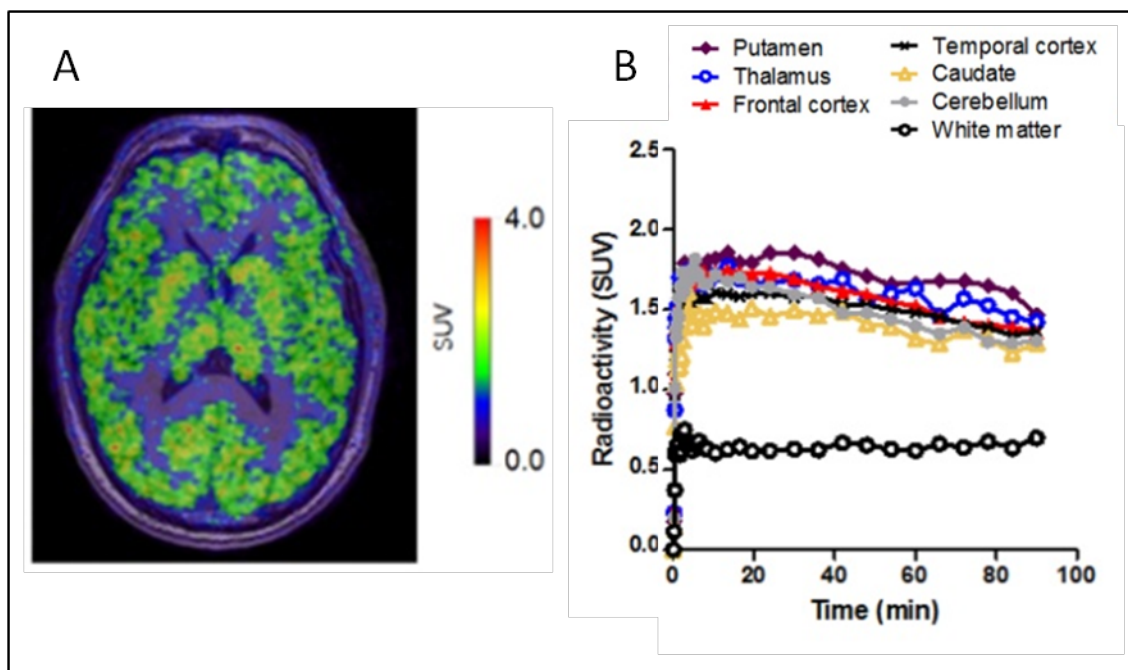 A
4.0
SUV
0.0
B
Putamen
Thalamus
Frontal cortex
Temporal cortex
Caudate
Cerebellum
White matter
2.5
2.0
1.5
1.0
0.5
0.0
Radioactivity (SUV)
0 20 40 60 80 100
Time (min)